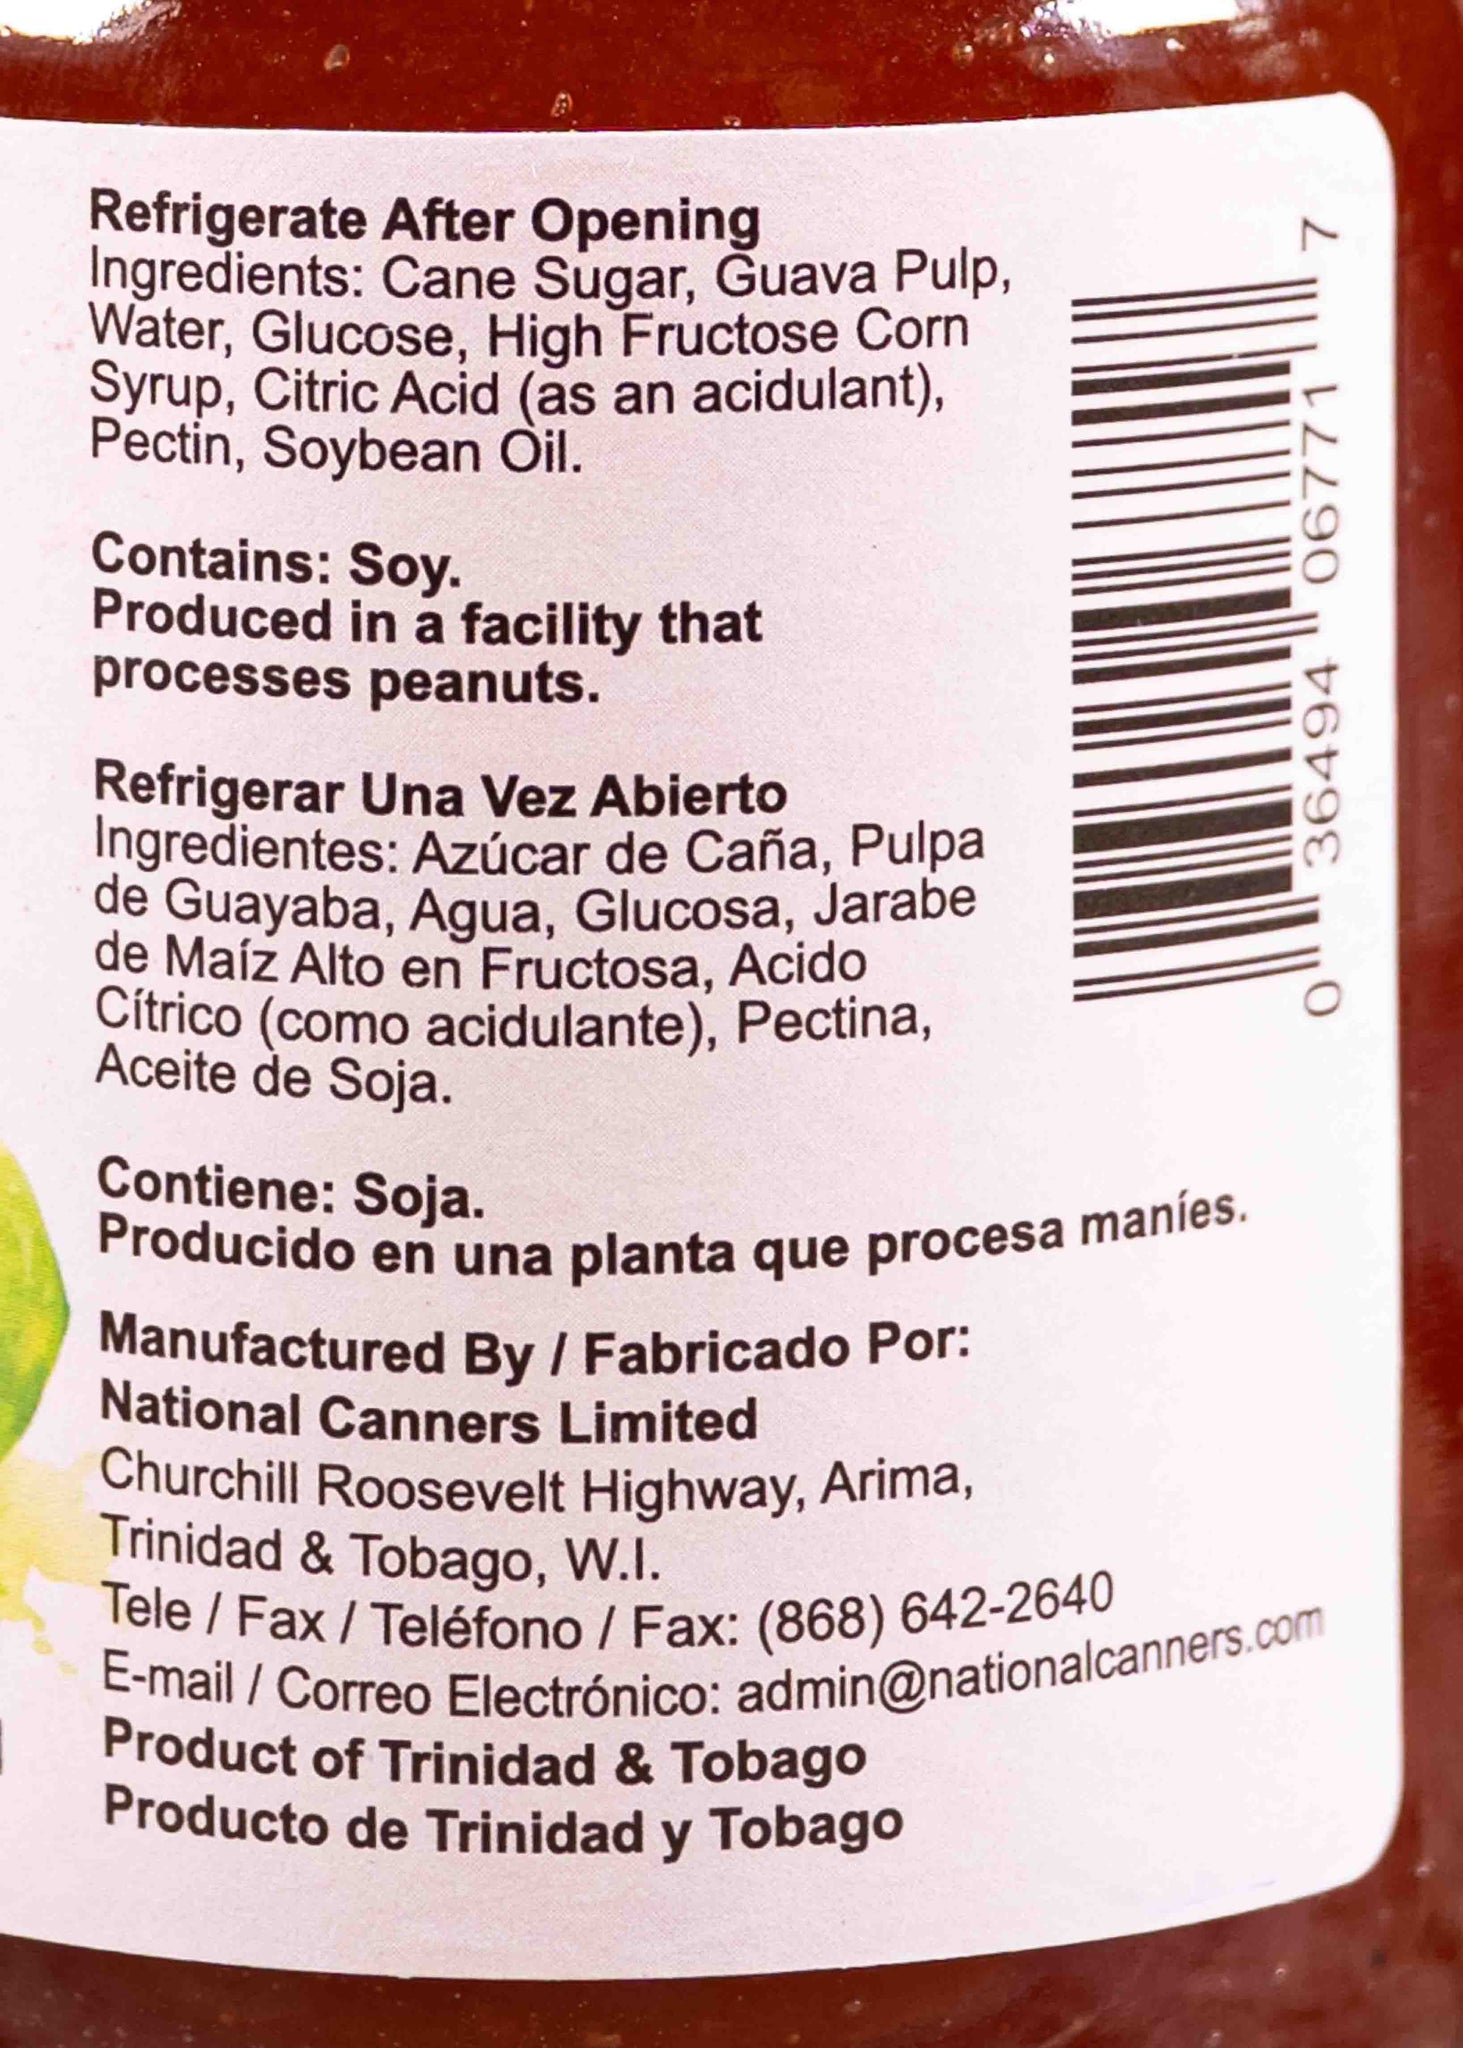 Refrigerate After Opening
Ingredients: Cane Sugar, Guava Pulp,
Water, Glucose, High Fructose Corn
Syrup, Citric Acid (as an acidulant),
Pectin, Soybean Oil.
Contains: Soy.
Produced in a facility that
processes peanuts.
Refrigerar Una Vez Abierto
Ingredientes: Azúcar de Caña, Pulpa
de Guayaba, Agua, Glucosa, Jarabe
de Maíz Alto en Fructosa, Acido
Cítrico (como acidulante), Pectina,
Aceite de Soja.
Contiene: Soja.
Producido en una planta que procesa maníes.
Manufactured By / Fabricado Por:
National Canners Limited
Churchill Roosevelt Highway, Arima,
Trinidad & Tobago, W.I.
Tele / Fax / Teléfono / Fax: (868) 642-2640
E-mail / Correo Electrónico: admin@nationalcanners.com
Product of Trinidad & Tobago
Producto de Trinidad y Tobago
0 36494 06771 7